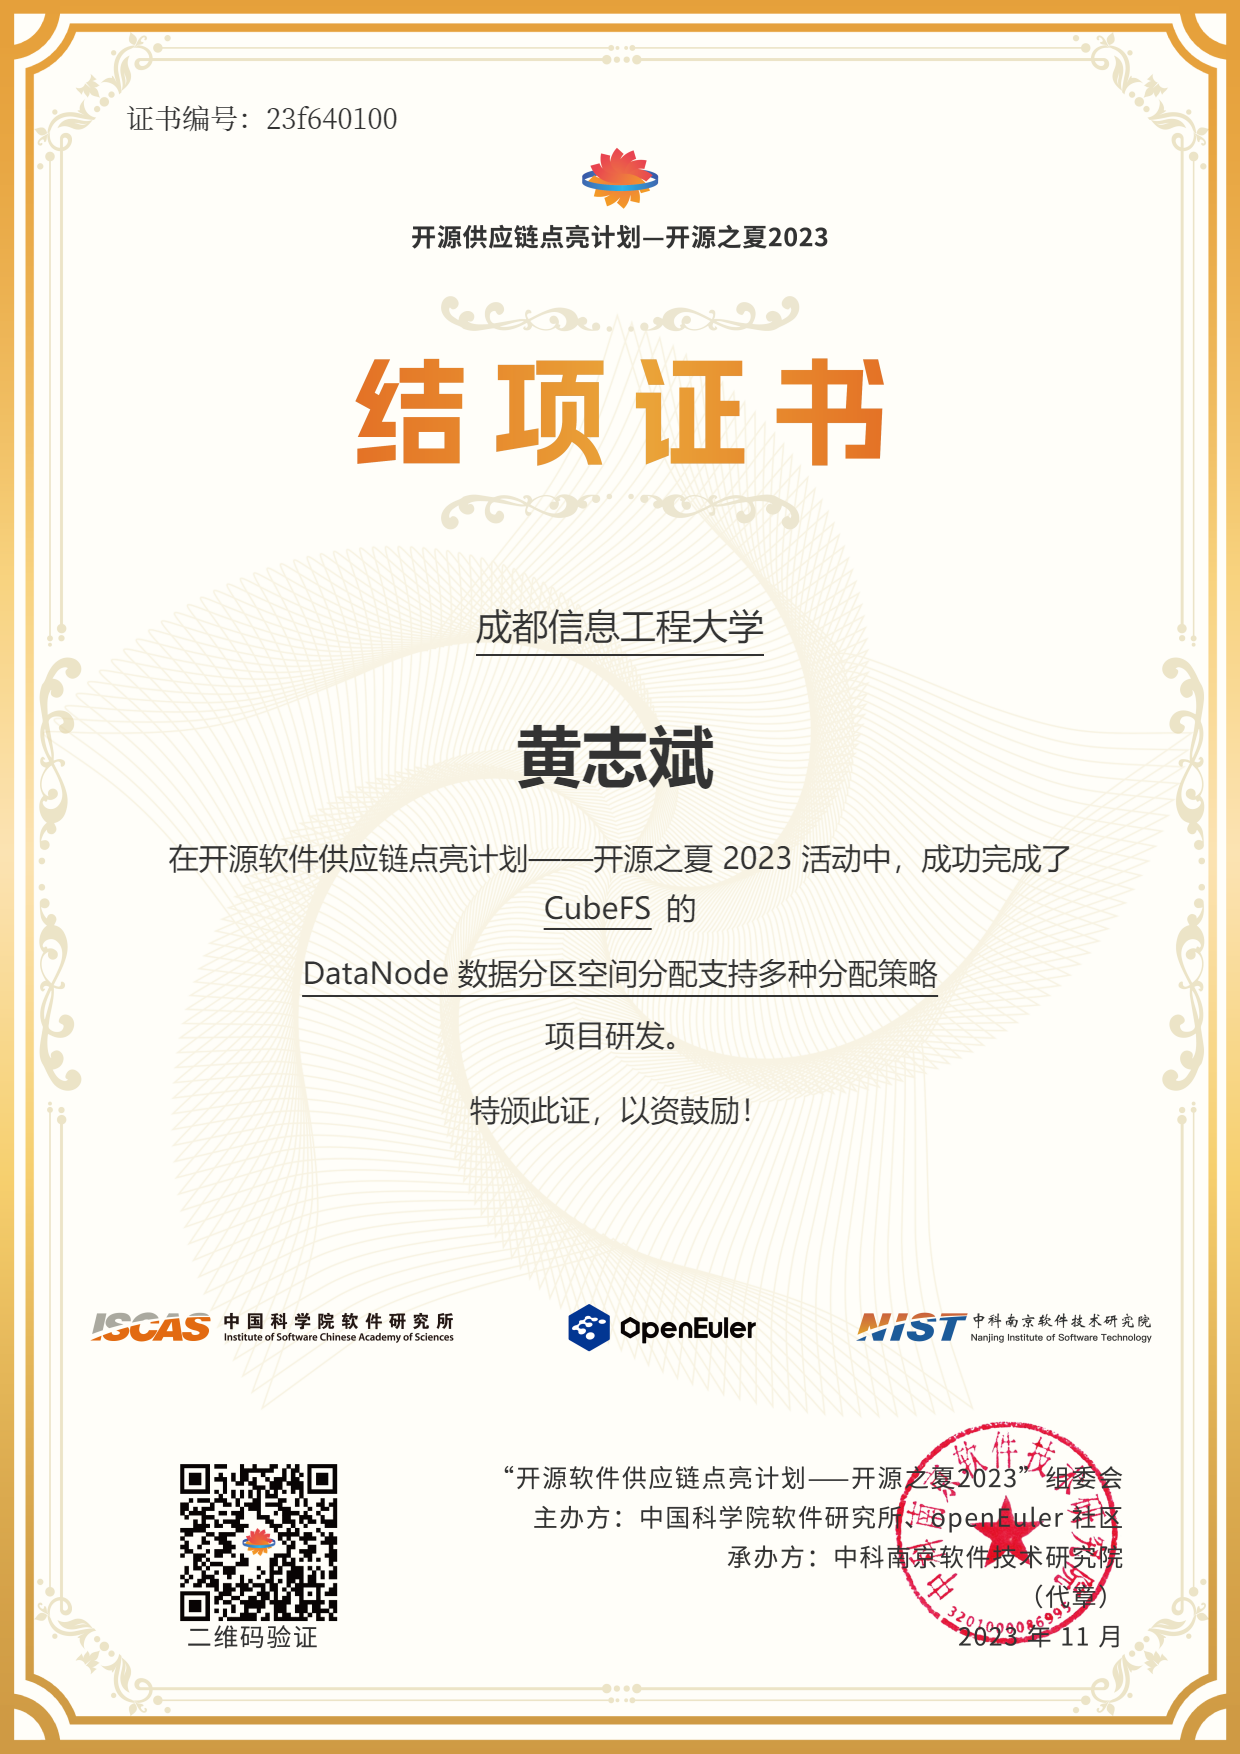 证书编号：23f640100
开源供应链点亮计划—开源之夏2023
结项证书
成都信息工程大学
黄志斌
在开源软件供应链点亮计划——开源之夏 2023 活动中，成功完成了
CubeFS 的
DataNode 数据分区空间分配支持多种分配策略
项目研发。
特颁此证，以资鼓励！
ISCAS 中国科学院软件研究所
Institute of Software Chinese Academy of Sciences
OpenEuler
NIST 中科南京软件技术研究院
Nanjing Institute of Software Technology
“开源软件供应链点亮计划——开源之夏2023”组委会
主办方：中国科学院软件研究所、openEuler 社区
承办方：中科南京软件技术研究院
（代章）
2023 年 11 月
中科南京软件技术研究院
3201000086995
二维码验证